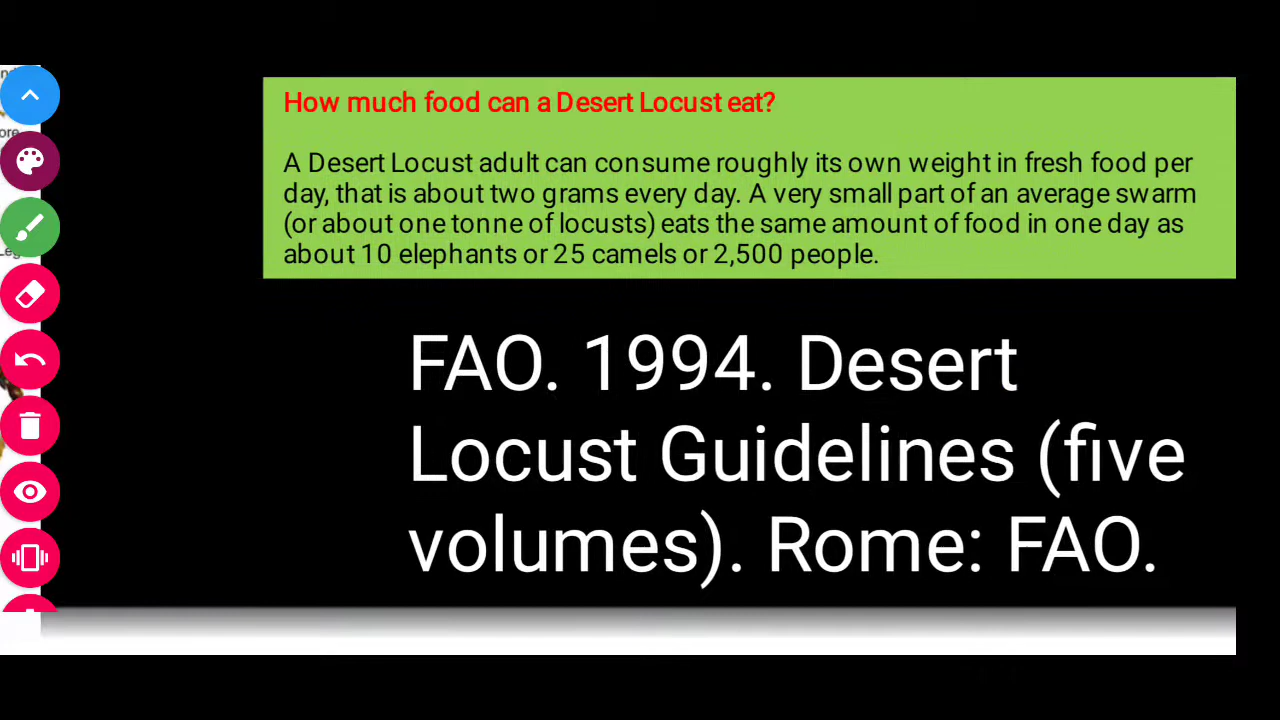 How much food can a Desert Locust eat?
A Desert Locust adult can consume roughly its own weight in fresh food per
day, that is about two grams every day. A very small part of an average swarm
(or about one tonne of locusts) eats the same amount of food in one day as
about 10 elephants or 25 camels or 2,500 people.
FAO. 1994. Desert
Locust Guidelines (five
volumes). Rome: FAO.